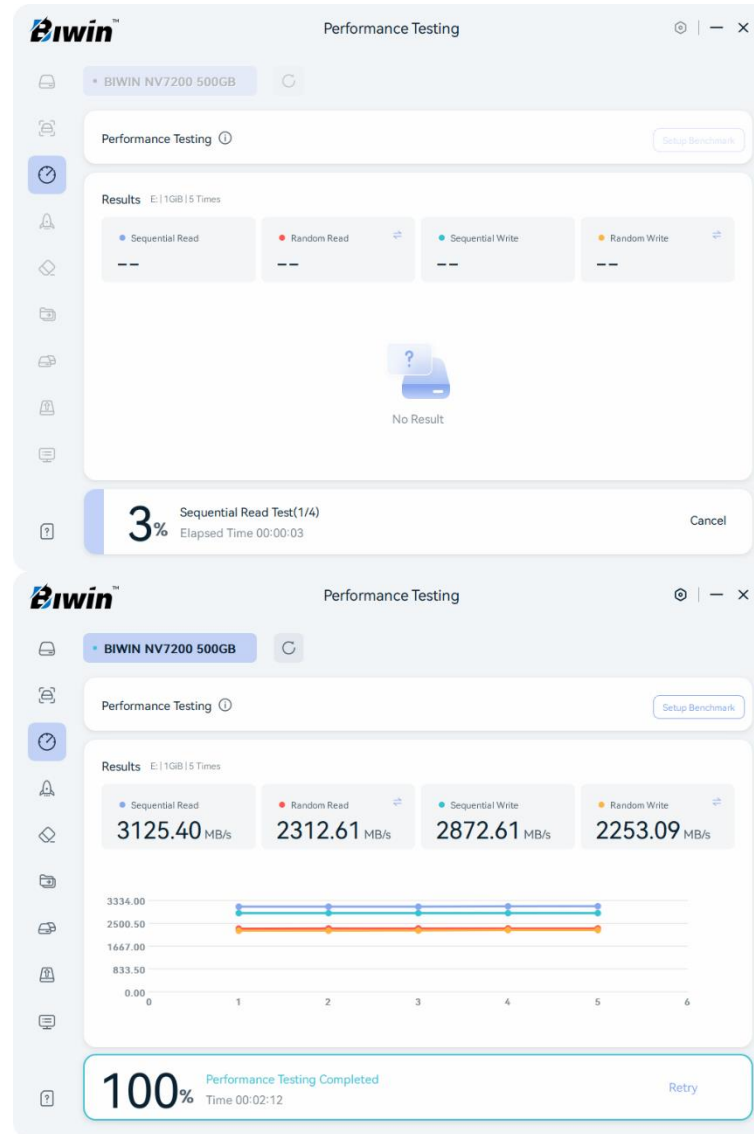 Biwin™
Performance Testing
BIWIN NV7200 500GB
Performance Testing
Setup Benchmark
Results E: | 1GiB | 5 Times
Sequential Read Random Read Sequential Write Random Write
-- -- -- --
?
No Result
3% Sequential Read Test(1/4)
Elapsed Time 00:00:03
Cancel
Biwin™
Performance Testing
BIWIN NV7200 500GB
Performance Testing
Setup Benchmark
Results E: | 1GiB | 5 Times
Sequential Read Random Read Sequential Write Random Write
3125.40 MB/s 2312.61 MB/s 2872.61 MB/s 2253.09 MB/s
3334.00
2500.50
1667.00
833.50
0.00
0 1 2 3 4 5 6
100% Performance Testing Completed
Time 00:02:12
Retry